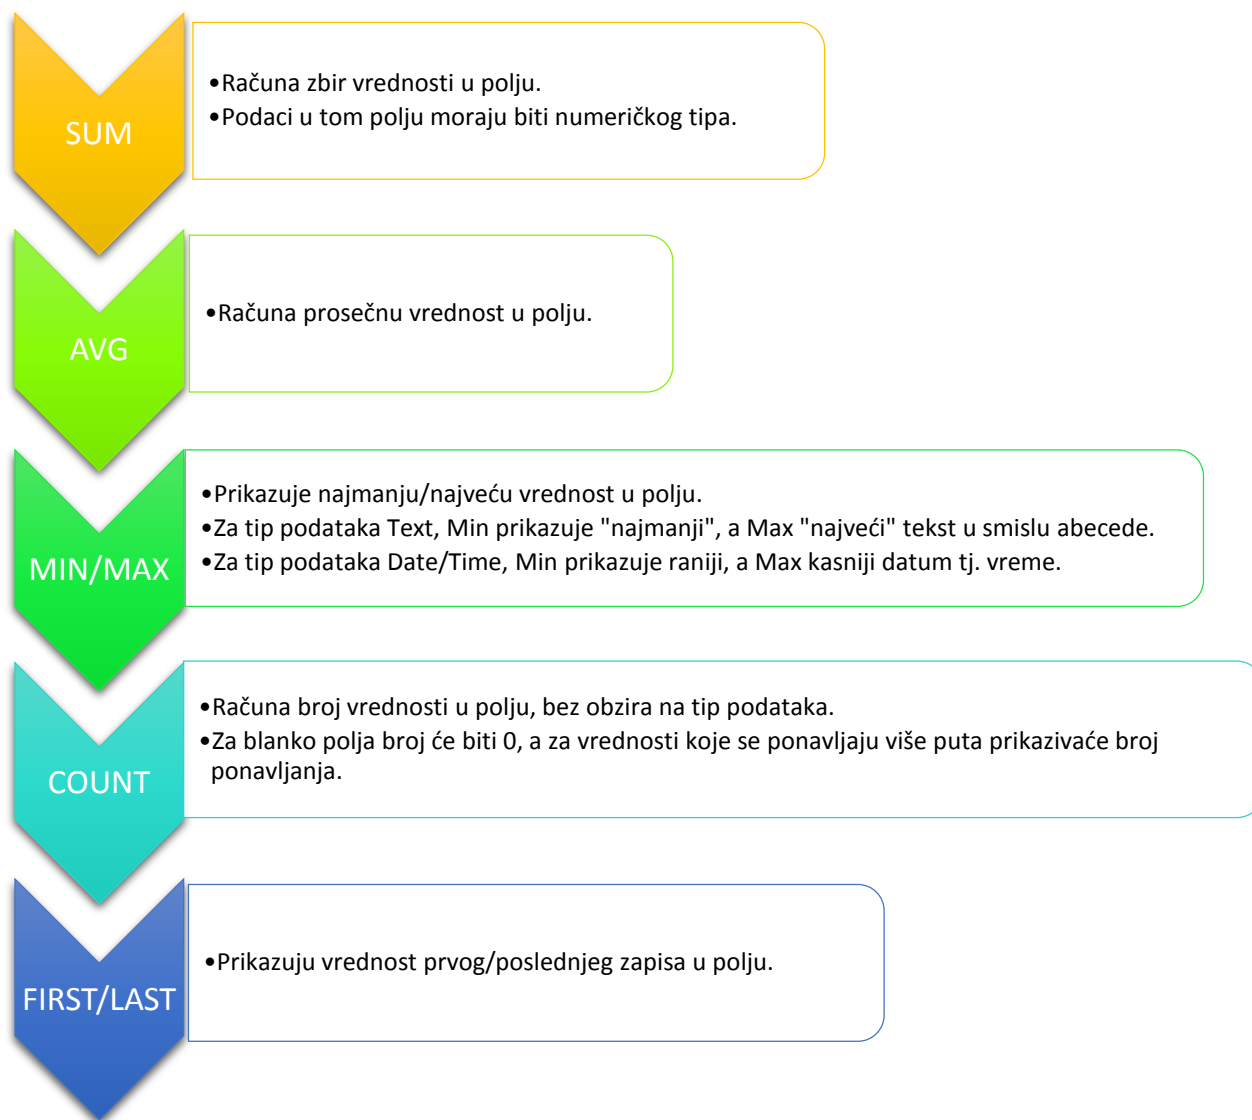 SUM
•Računa zbir vrednosti u polju.
•Podaci u tom polju moraju biti numeričkog tipa.
AVG
•Računa prosečnu vrednost u polju.
MIN/MAX
•Prikazuje najmanju/najveću vrednost u polju.
•Za tip podataka Text, Min prikazuje "najmanji", a Max "najveći" tekst u smislu abecede.
•Za tip podataka Date/Time, Min prikazuje raniji, a Max kasniji datum tj. vreme.
COUNT
•Računa broj vrednosti u polju, bez obzira na tip podataka.
•Za blanko polja broj će biti 0, a za vrednosti koje se ponavljaju više puta prikazivaće broj
ponavljanja.
FIRST/LAST
•Prikazuju vrednost prvog/poslednjeg zapisa u polju.